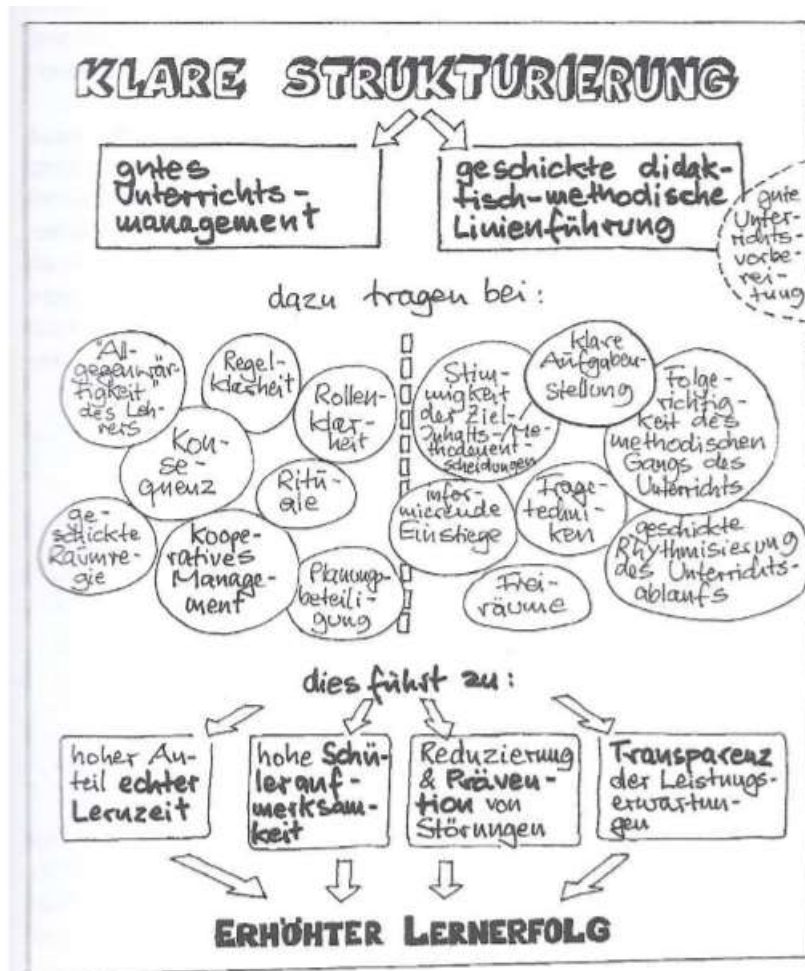 KLARE STRUKTURIERUNG
gutes
Unterrichts-
management
geschickte didak-
tisch-methodische
Linienführung
gute
Unter-
richts-
vorbe-
rei-
tung
dazu tragen bei:
"All-
gegenwär-
tigkeit"
des Leh-
rers
Regel-
klarheit
Rollen-
klarheit
Kon-
se-
quenz
Ritu-
ale
ge-
schickte
Raumre-
gie
Koope-
ratives
Manage-
ment
Planungs-
beteili-
gung
Stim-
migkeit
der Ziel-/
Inhalts-/Me-
thodenent-
scheidungen
klare
Aufgaben-
stellung
Folge-
richtig-
keit des
methodischen
Gangs des
Unterrichts
infor-
mierende
Einstiege
Frage-
techni-
ken
geschickte
Rhythmisierung
des Unterrichts-
ablaufs
Frei-
räume
dies führt zu:
hoher An-
teil echter
Lernzeit
hohe Schü-
lerauf-
merksam-
keit
Reduzierung
& Präven-
tion von
Störungen
Transparenz
der Leistungs-
erwartun-
gen
ERHÖHTER LERNERFOLG